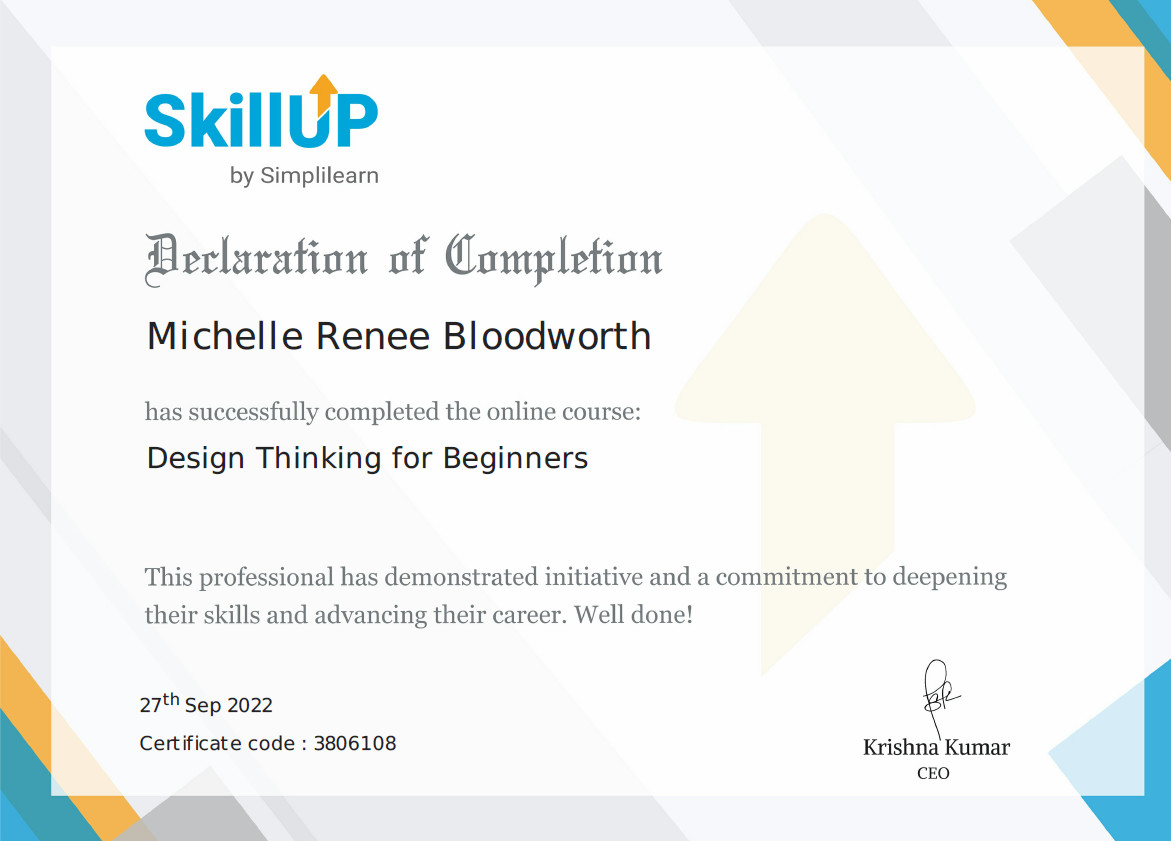 SkillUP
by Simplilearn
Declaration of Completion
Michelle Renee Bloodworth
has successfully completed the online course:
Design Thinking for Beginners
This professional has demonstrated initiative and a commitment to deepening
their skills and advancing their career. Well done!
27th Sep 2022
Certificate code : 3806108
Krishna Kumar
CEO